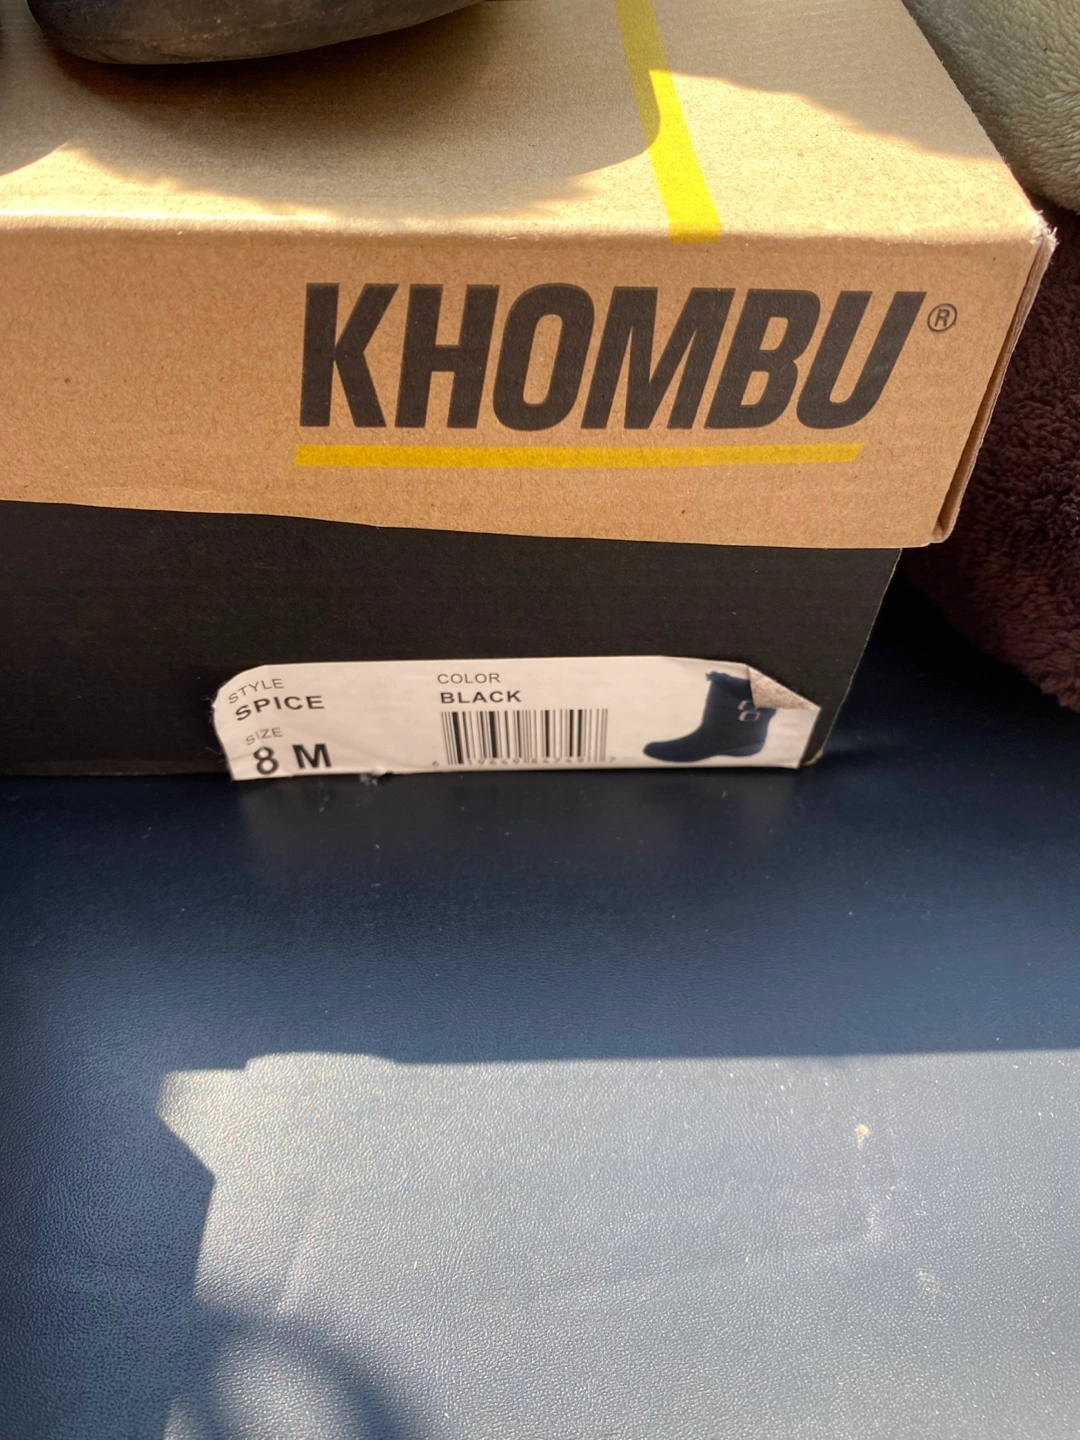 KHOMBU®
STYLE
SPICE
COLOR
BLACK
SIZE
8 M